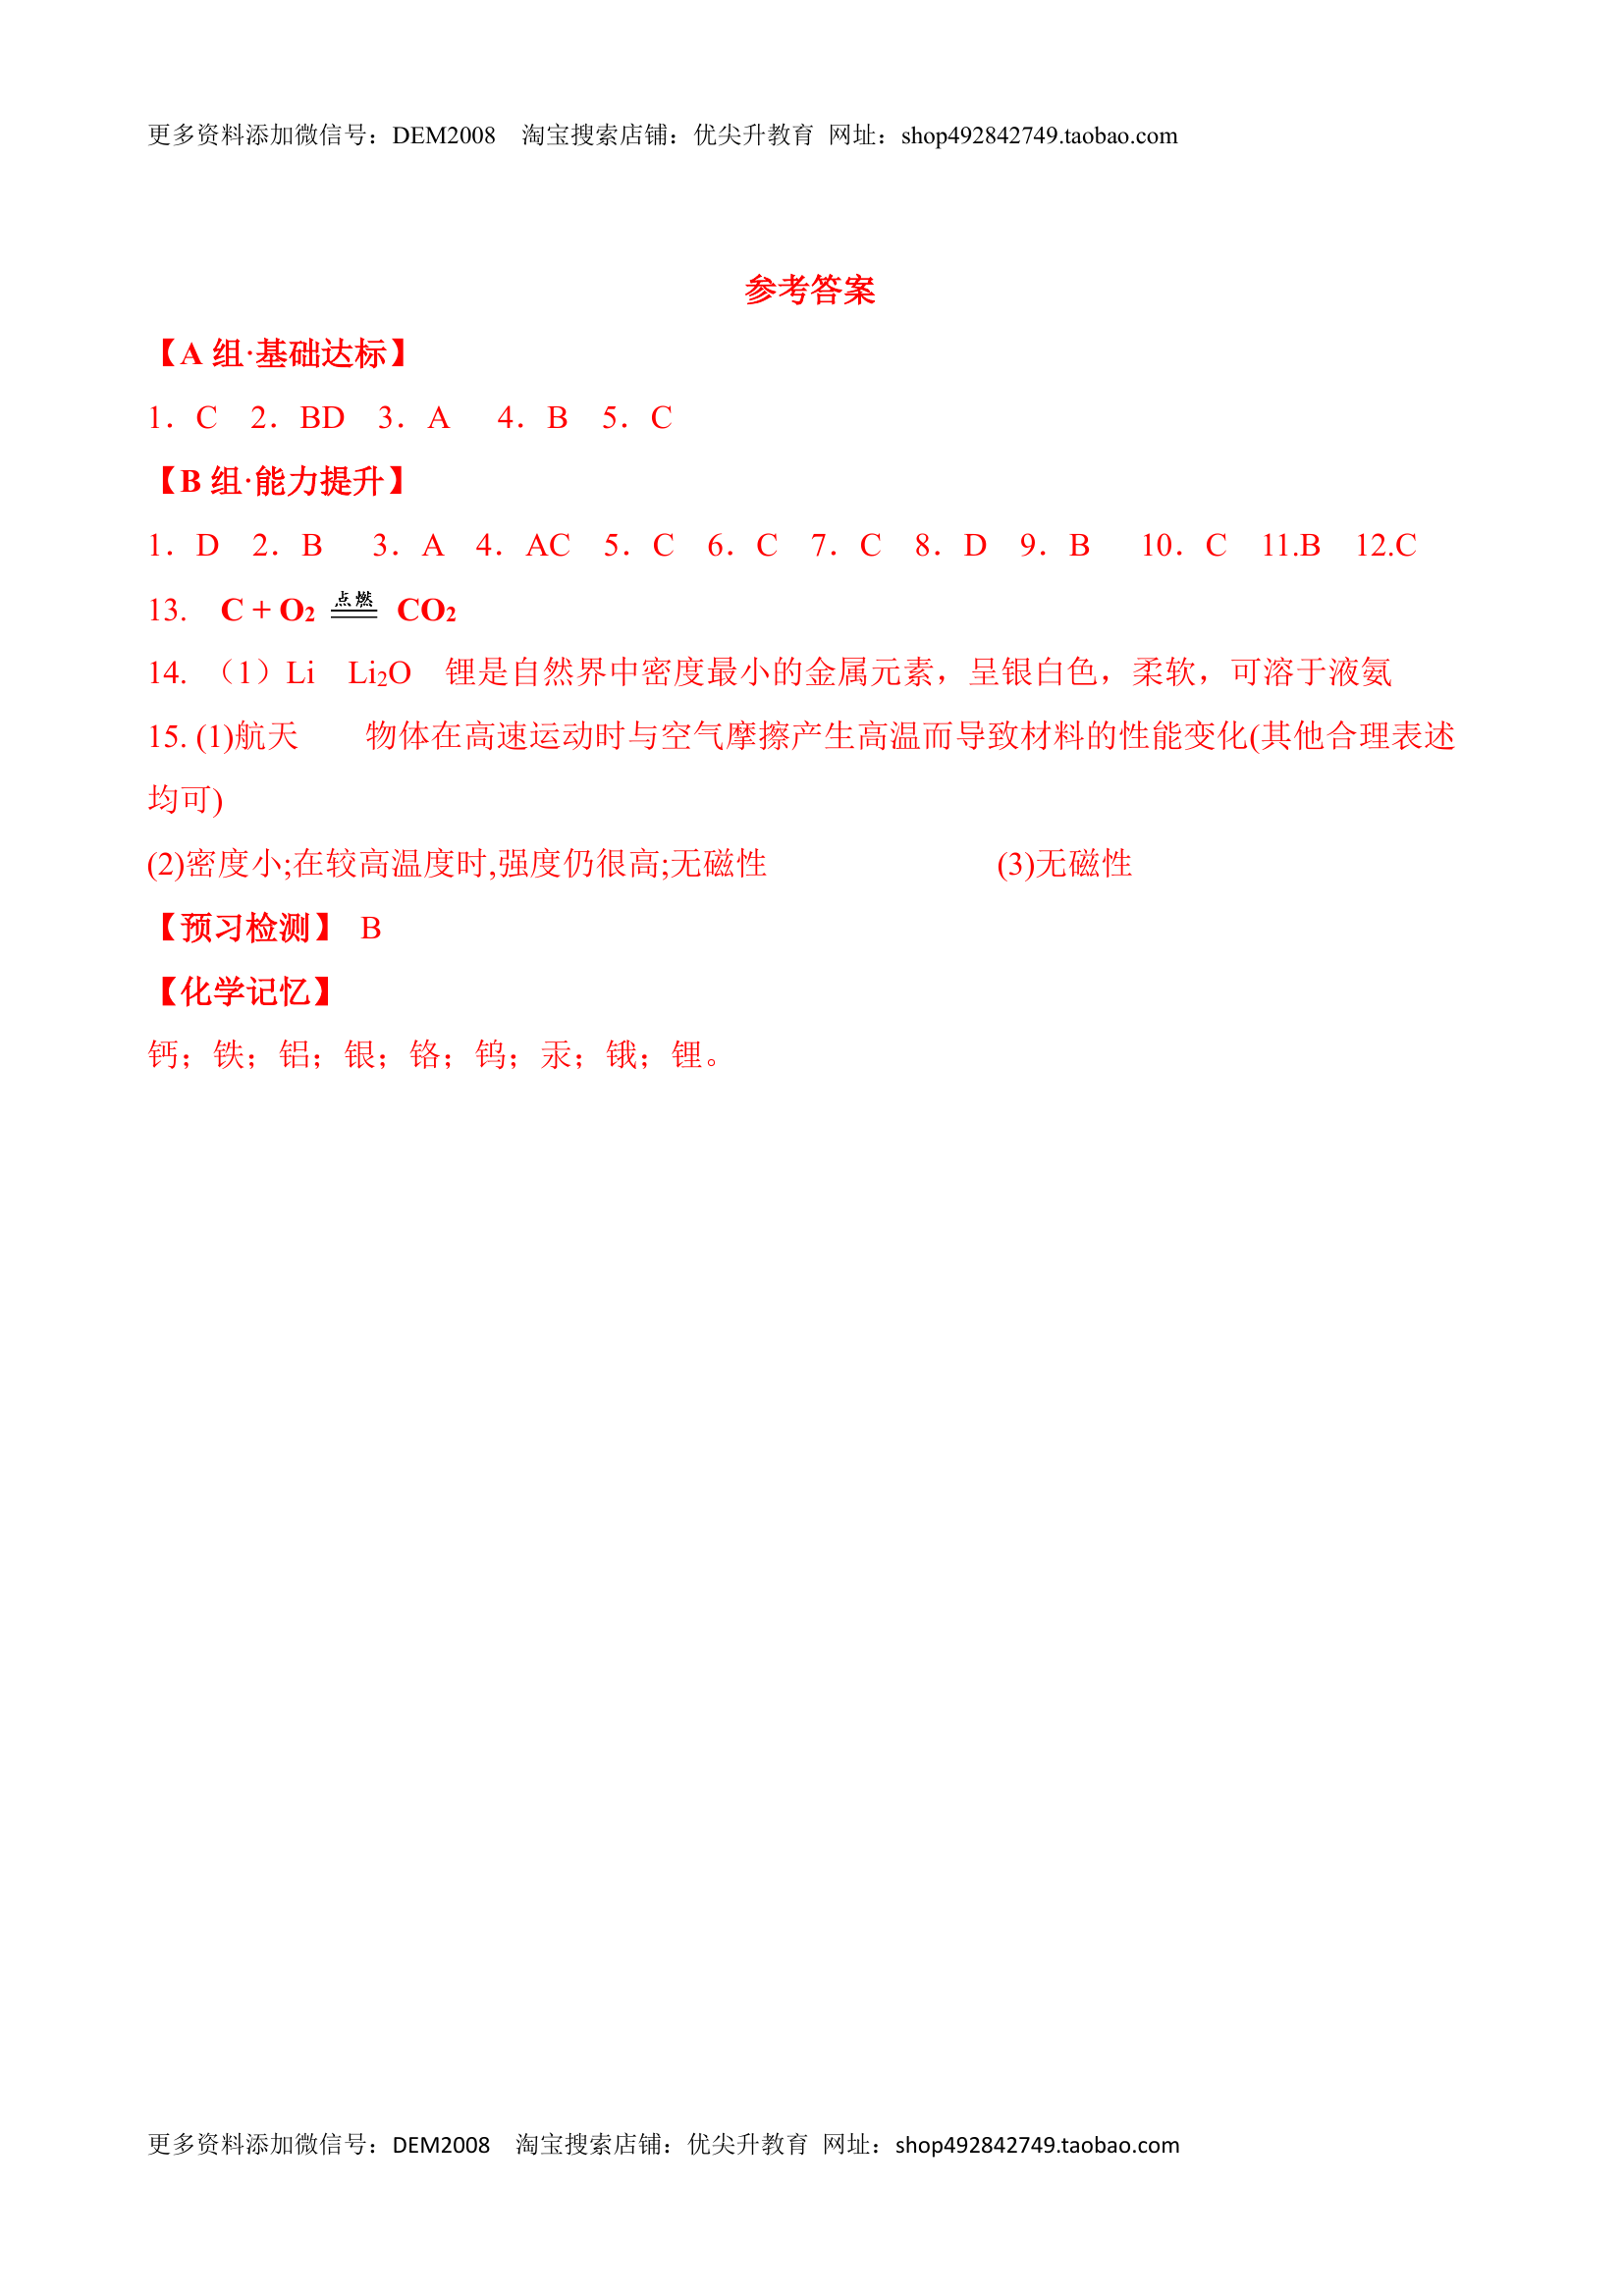 更多资料添加微信号：DEM2008  淘宝搜索店铺：优尖升教育 网址：shop492842749.taobao.com
参考答案
【A 组·基础达标】
1．C 2．BD 3．A 4．B 5．C
【B 组·能力提升】
1．D 2．B 3．A 4．AC 5．C 6．C 7．C 8．D 9．B 10．C 11.B 12.C
13. C + O₂ 点燃 CO₂
14. （1）Li Li₂O 锂是自然界中密度最小的金属元素，呈银白色，柔软，可溶于液氨
15. (1)航天 物体在高速运动时与空气摩擦产生高温而导致材料的性能变化(其他合理表述
均可)
(2)密度小;在较高温度时,强度仍很高;无磁性 (3)无磁性
【预习检测】 B
【化学记忆】
钙；铁；铝；银；铬；钨；汞；锇；锂。
更多资料添加微信号：DEM2008  淘宝搜索店铺：优尖升教育 网址：shop492842749.taobao.com